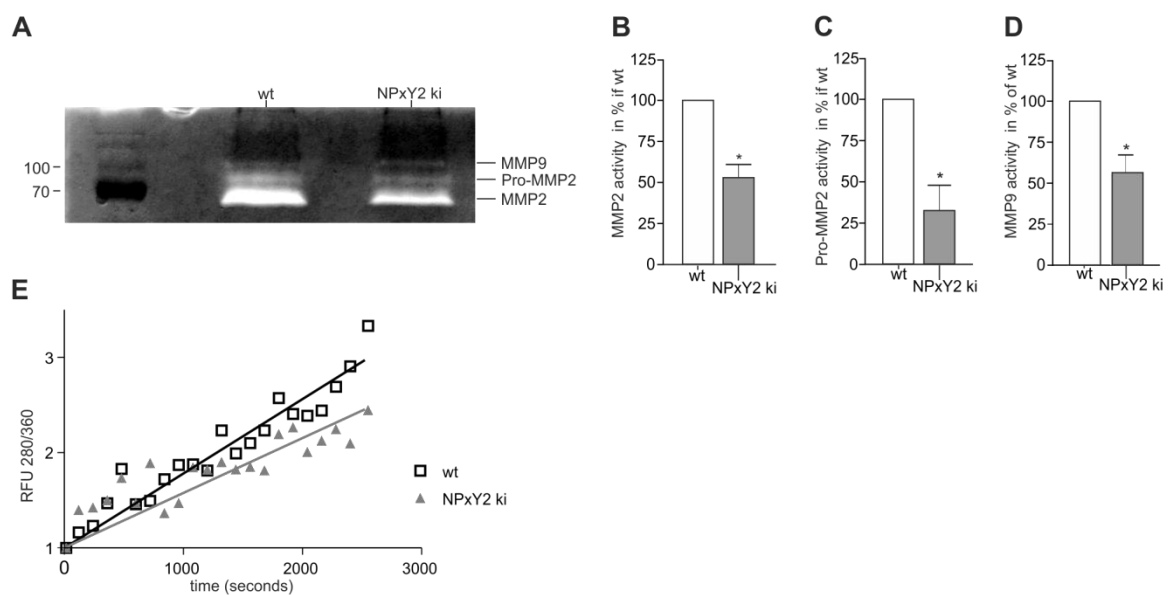 A
wt
NPxY2 ki
100
70
MMP9
Pro-MMP2
MMP2
B
MMP2 activity in % if wt
125
100
75
50
25
0
*
wt
NPxY2 ki
C
Pro-MMP2 activity in % if wt
125
100
75
50
25
0
*
wt
NPxY2 ki
D
MMP9 activity in % of wt
125
100
75
50
25
0
*
wt
NPxY2 ki
E
RFU 280/360
3
2
1
0
1000
2000
3000
time (seconds)
wt
NPxY2 ki